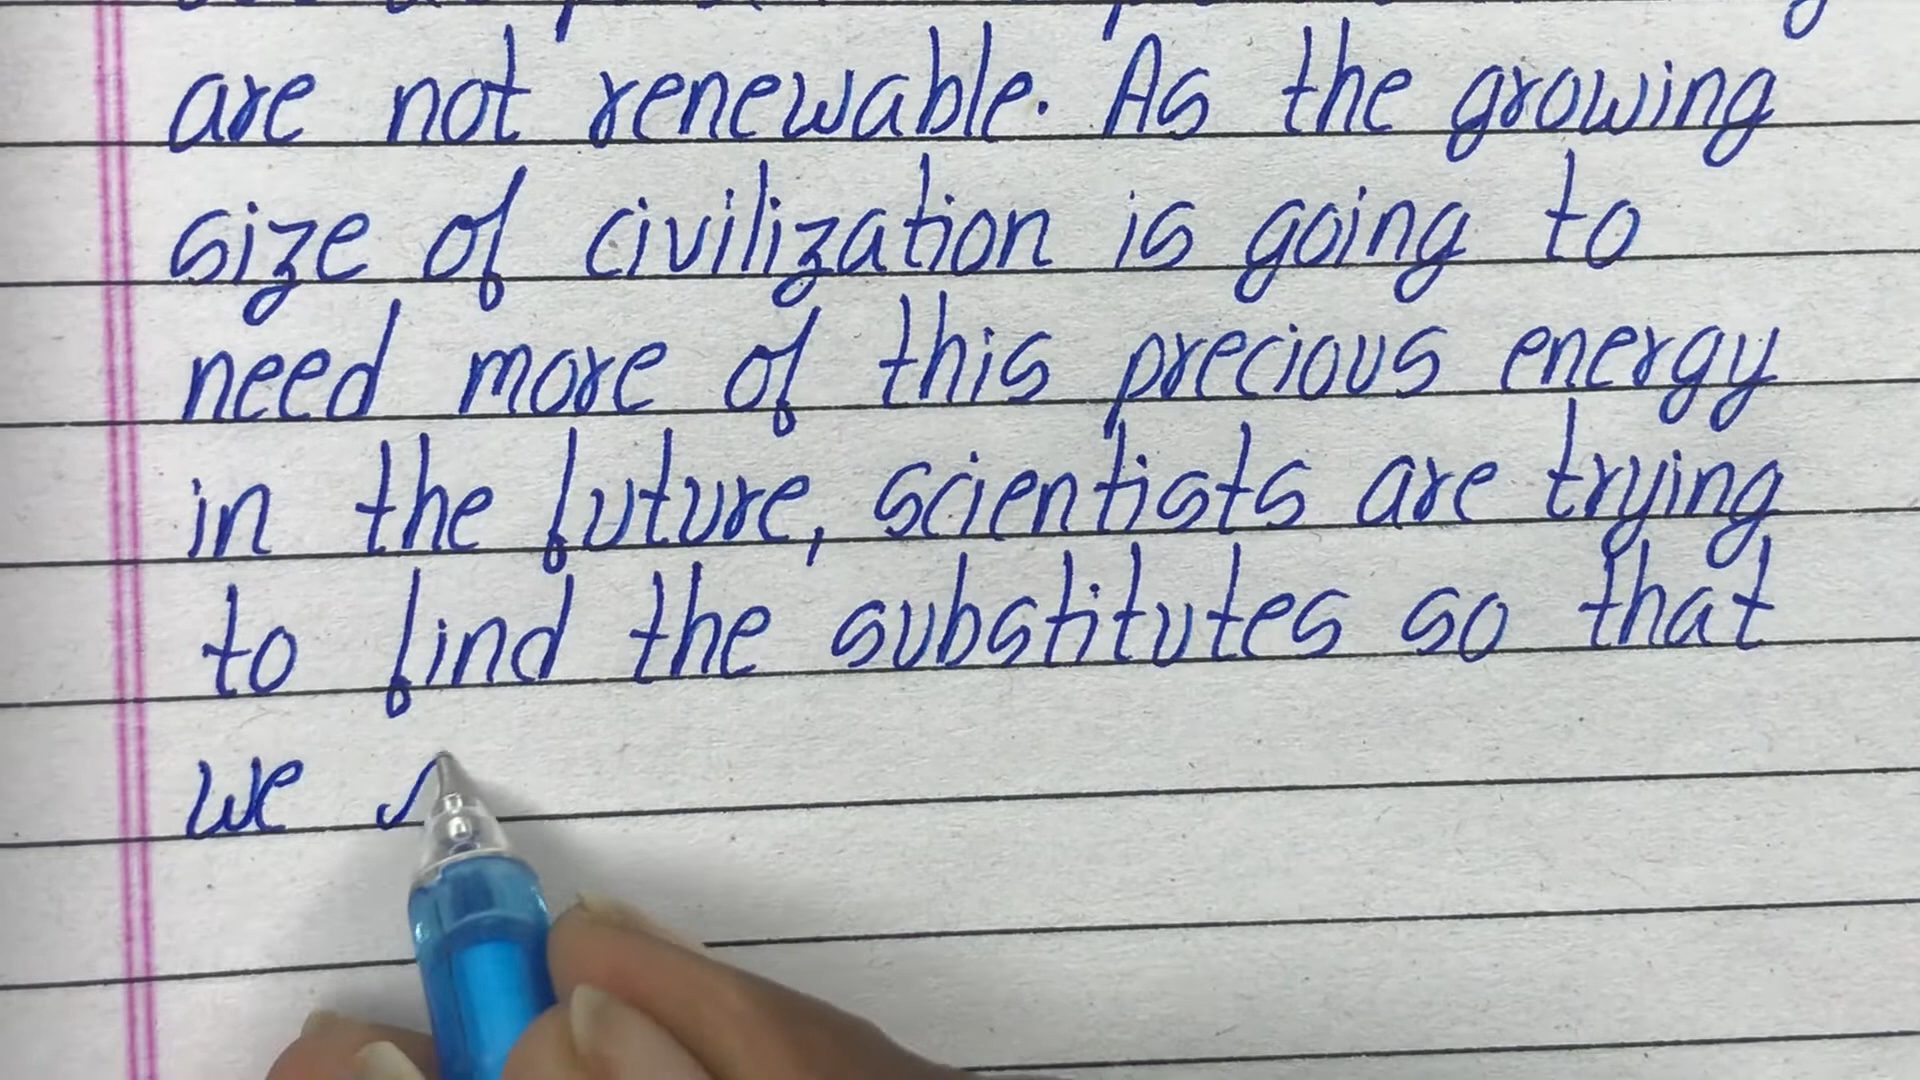 are not renewable. As the growing
size of civilization is going to
need more of this precious energy
in the future, scientists are trying
to find the substitutes so that
we